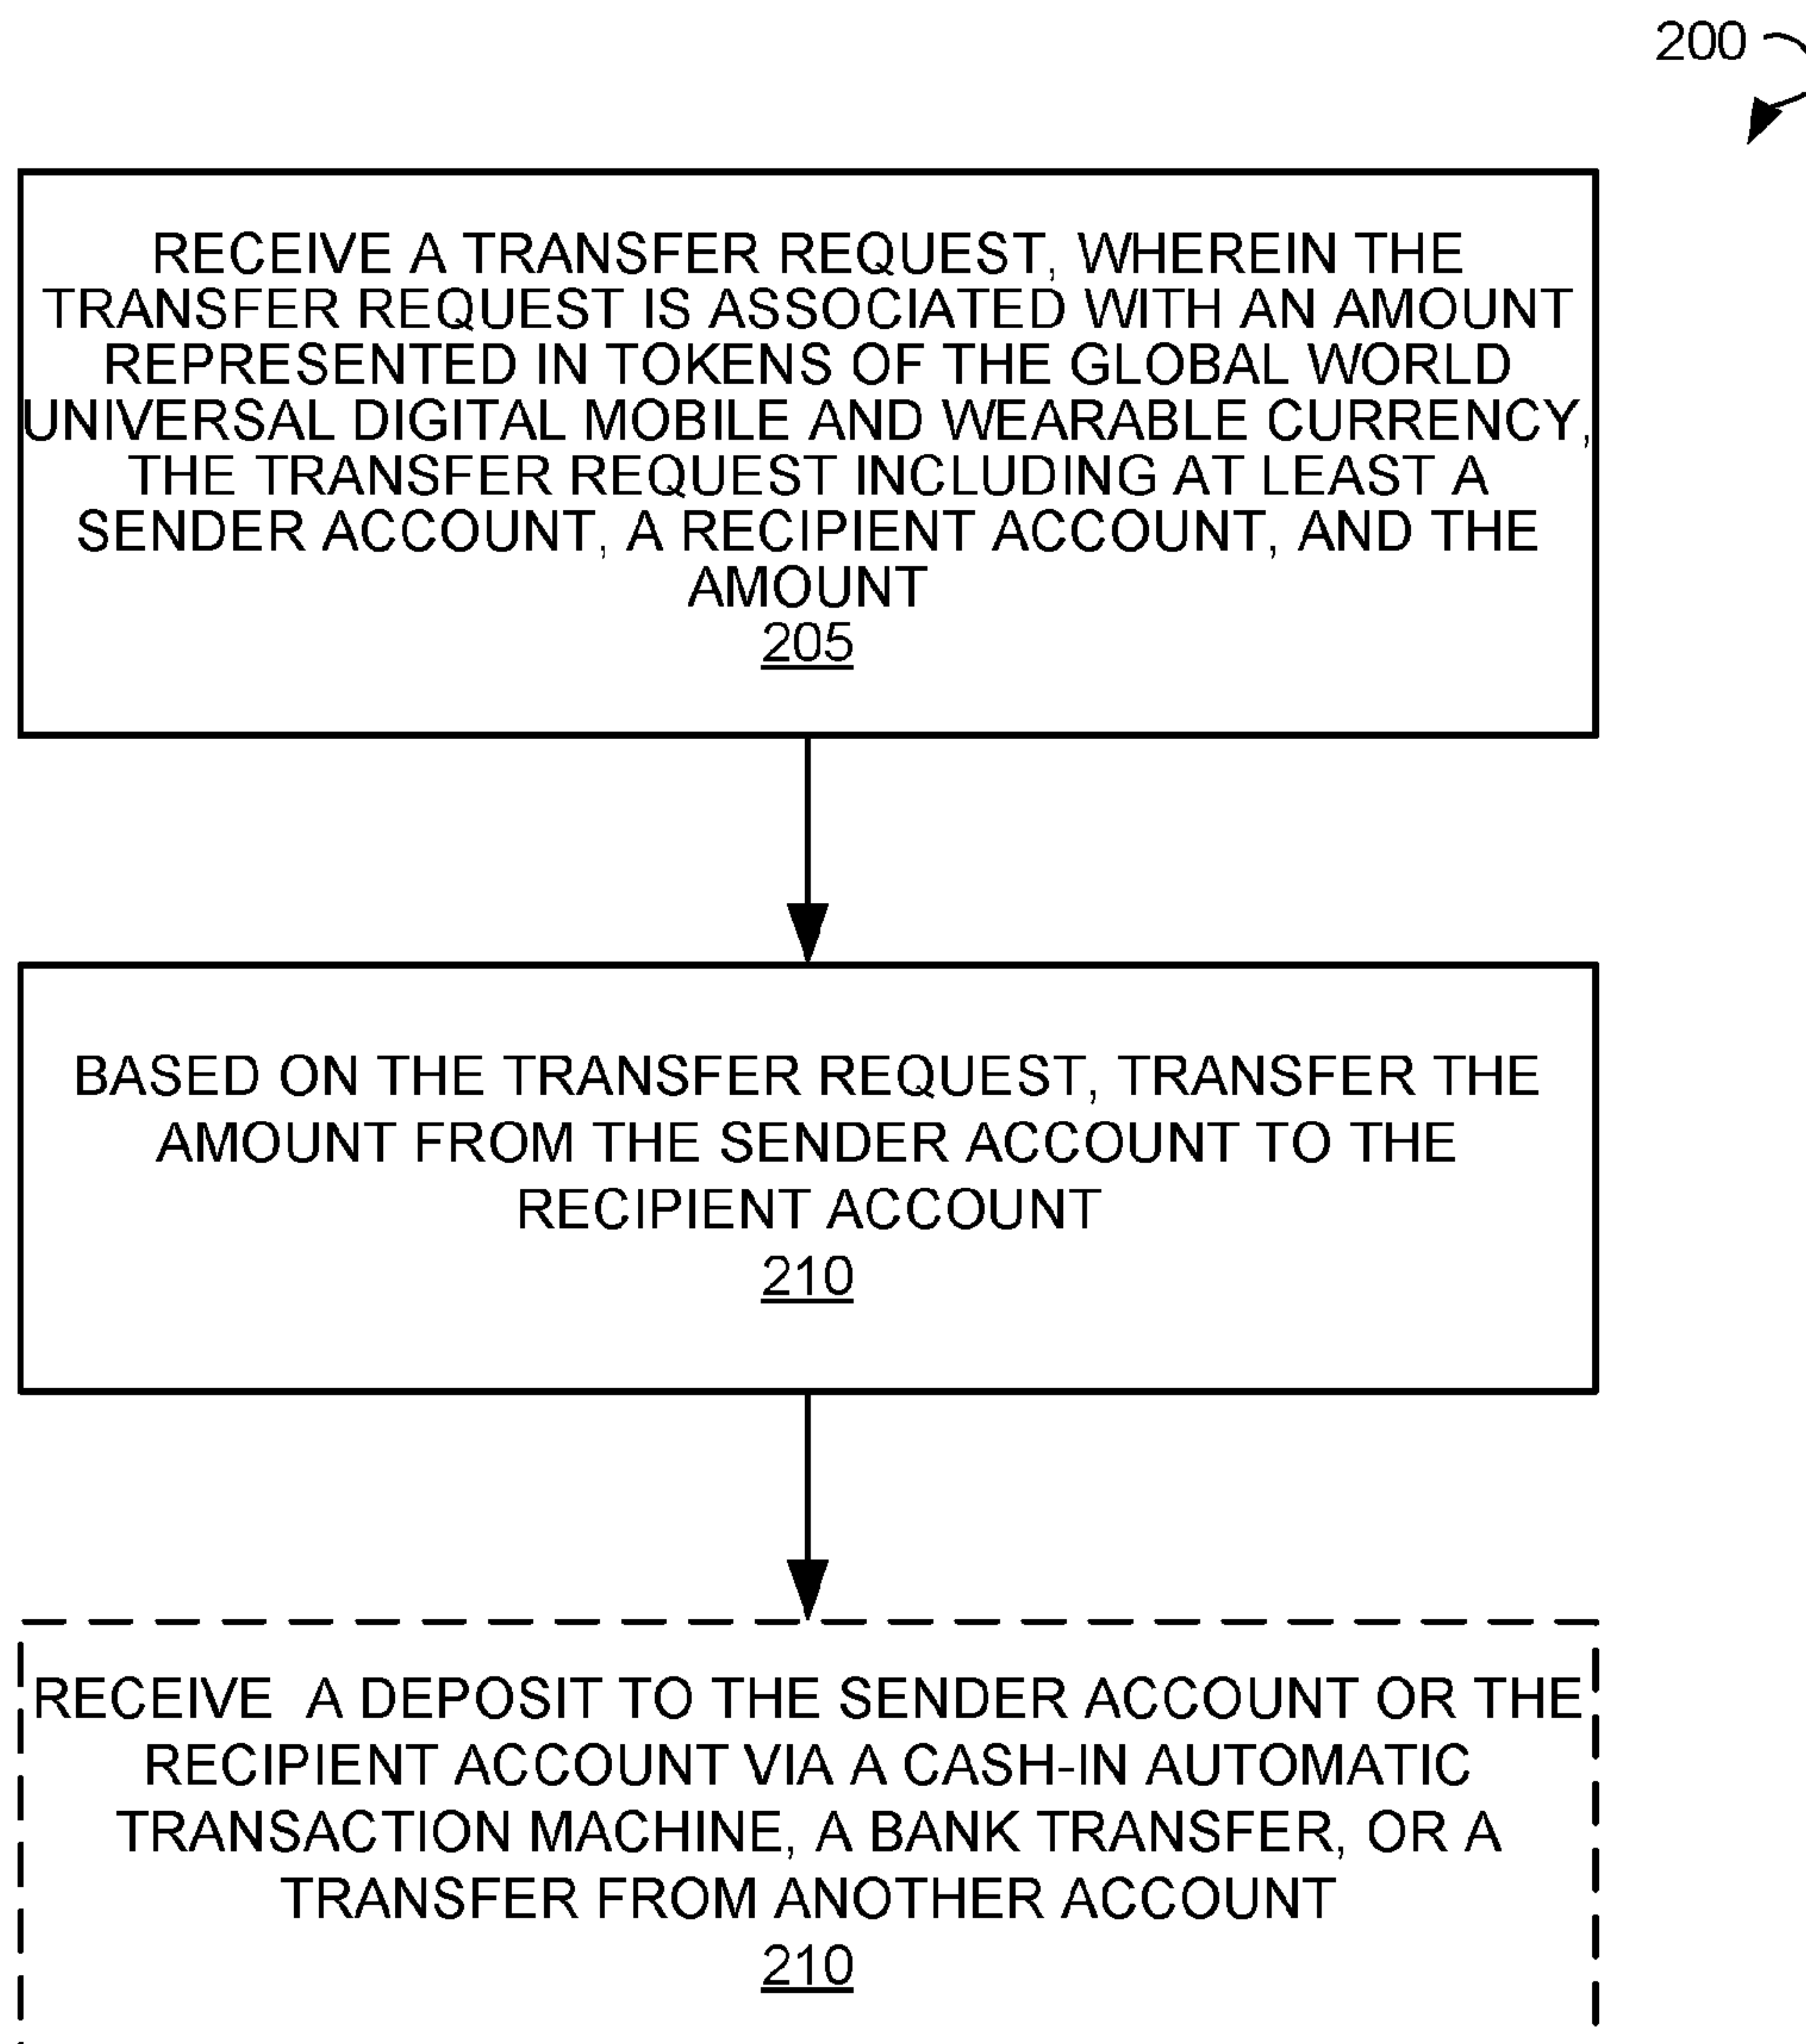 200
RECEIVE A TRANSFER REQUEST, WHEREIN THE
TRANSFER REQUEST IS ASSOCIATED WITH AN AMOUNT
REPRESENTED IN TOKENS OF THE GLOBAL WORLD
UNIVERSAL DIGITAL MOBILE AND WEARABLE CURRENCY,
THE TRANSFER REQUEST INCLUDING AT LEAST A
SENDER ACCOUNT, A RECIPIENT ACCOUNT, AND THE
AMOUNT
205
BASED ON THE TRANSFER REQUEST, TRANSFER THE
AMOUNT FROM THE SENDER ACCOUNT TO THE
RECIPIENT ACCOUNT
210
RECEIVE A DEPOSIT TO THE SENDER ACCOUNT OR THE
RECIPIENT ACCOUNT VIA A CASH-IN AUTOMATIC
TRANSACTION MACHINE, A BANK TRANSFER, OR A
TRANSFER FROM ANOTHER ACCOUNT
210